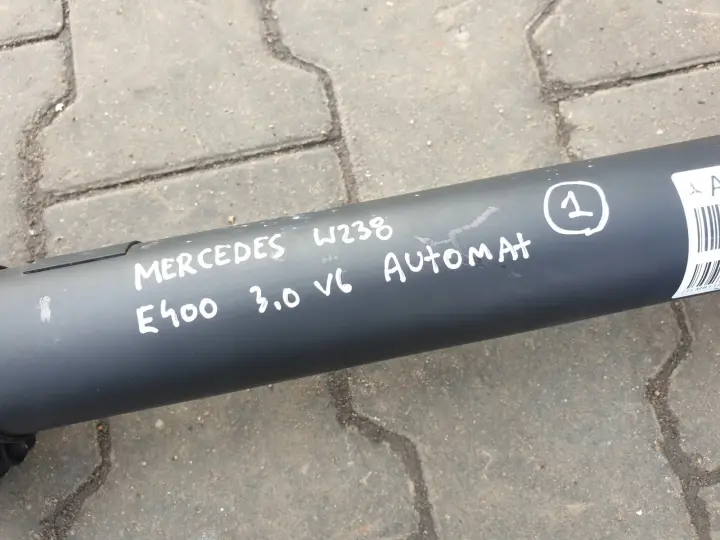 MERCEDES W238
E400 3.0 V6 AUtOMAt
1
A